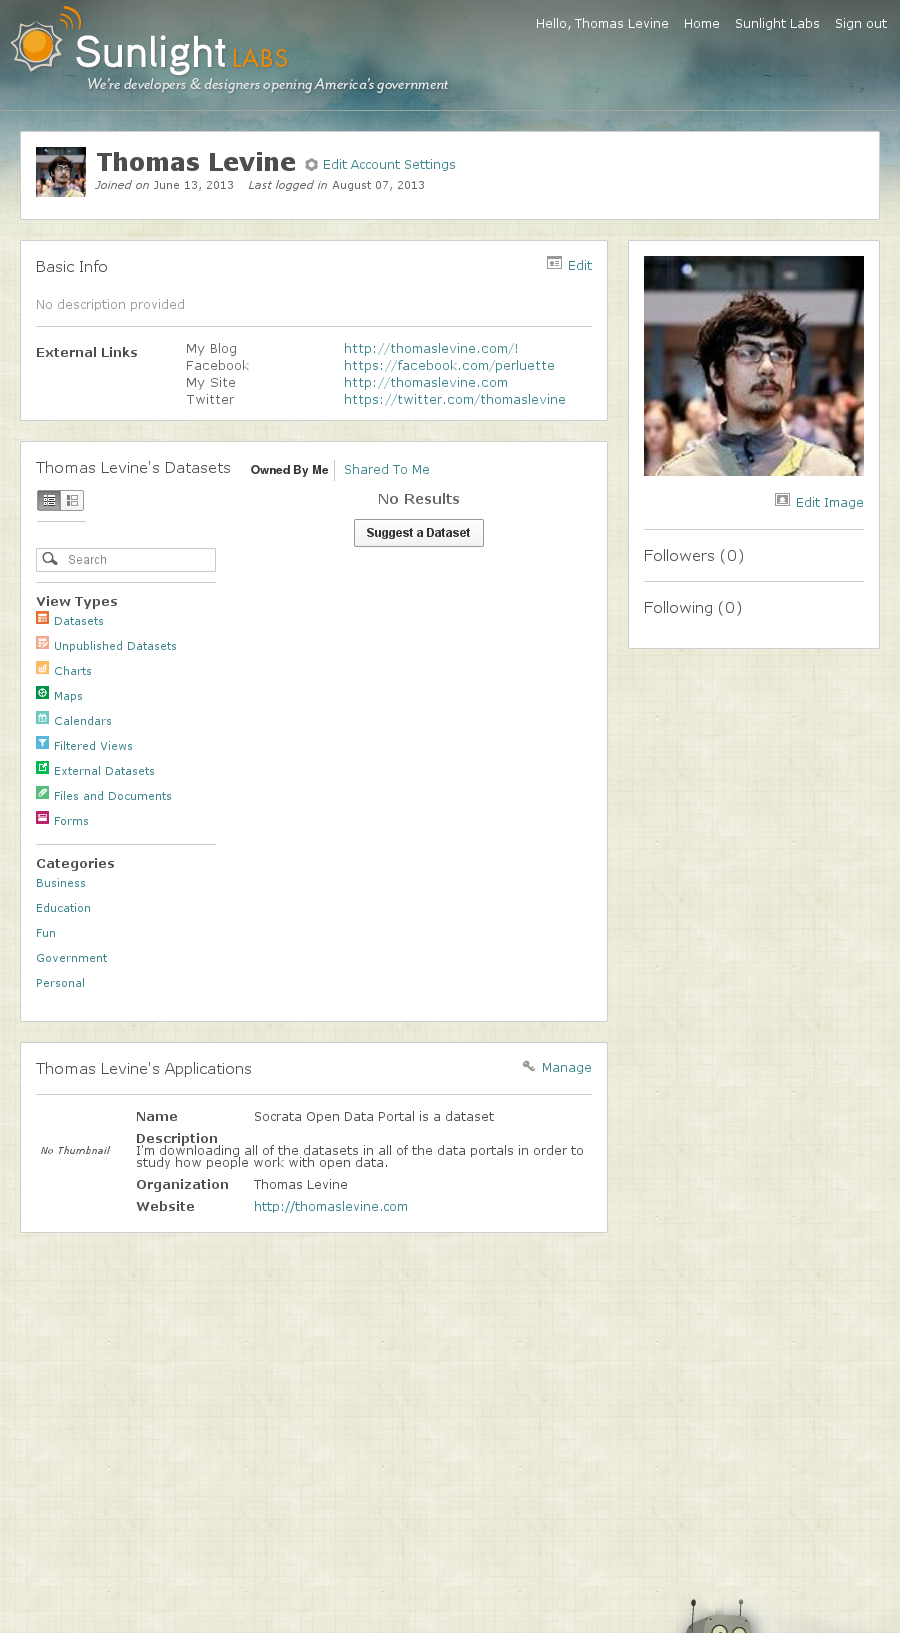 Hello, Thomas Levine Home Sunlight Labs Sign out
Sunlight LABS
We're developers & designers opening America's government
Thomas Levine Edit Account Settings
Joined on June 13, 2013 Last logged in August 07, 2013
Basic Info Edit
No description provided
External Links
My Blog http://thomaslevine.com/!
Facebook https://facebook.com/perluette
My Site http://thomaslevine.com
Twitter https://twitter.com/thomaslevine
Edit Image
Followers (0)
Following (0)
Thomas Levine's Datasets Owned By Me Shared To Me
No Results
Suggest a Dataset
Search
View Types
Datasets
Unpublished Datasets
Charts
Maps
Calendars
Filtered Views
External Datasets
Files and Documents
Forms
Categories
Business
Education
Fun
Government
Personal
Thomas Levine's Applications Manage
No Thumbnail
Name Socrata Open Data Portal is a dataset
Description
I'm downloading all of the datasets in all of the data portals in order to
study how people work with open data.
Organization Thomas Levine
Website http://thomaslevine.com